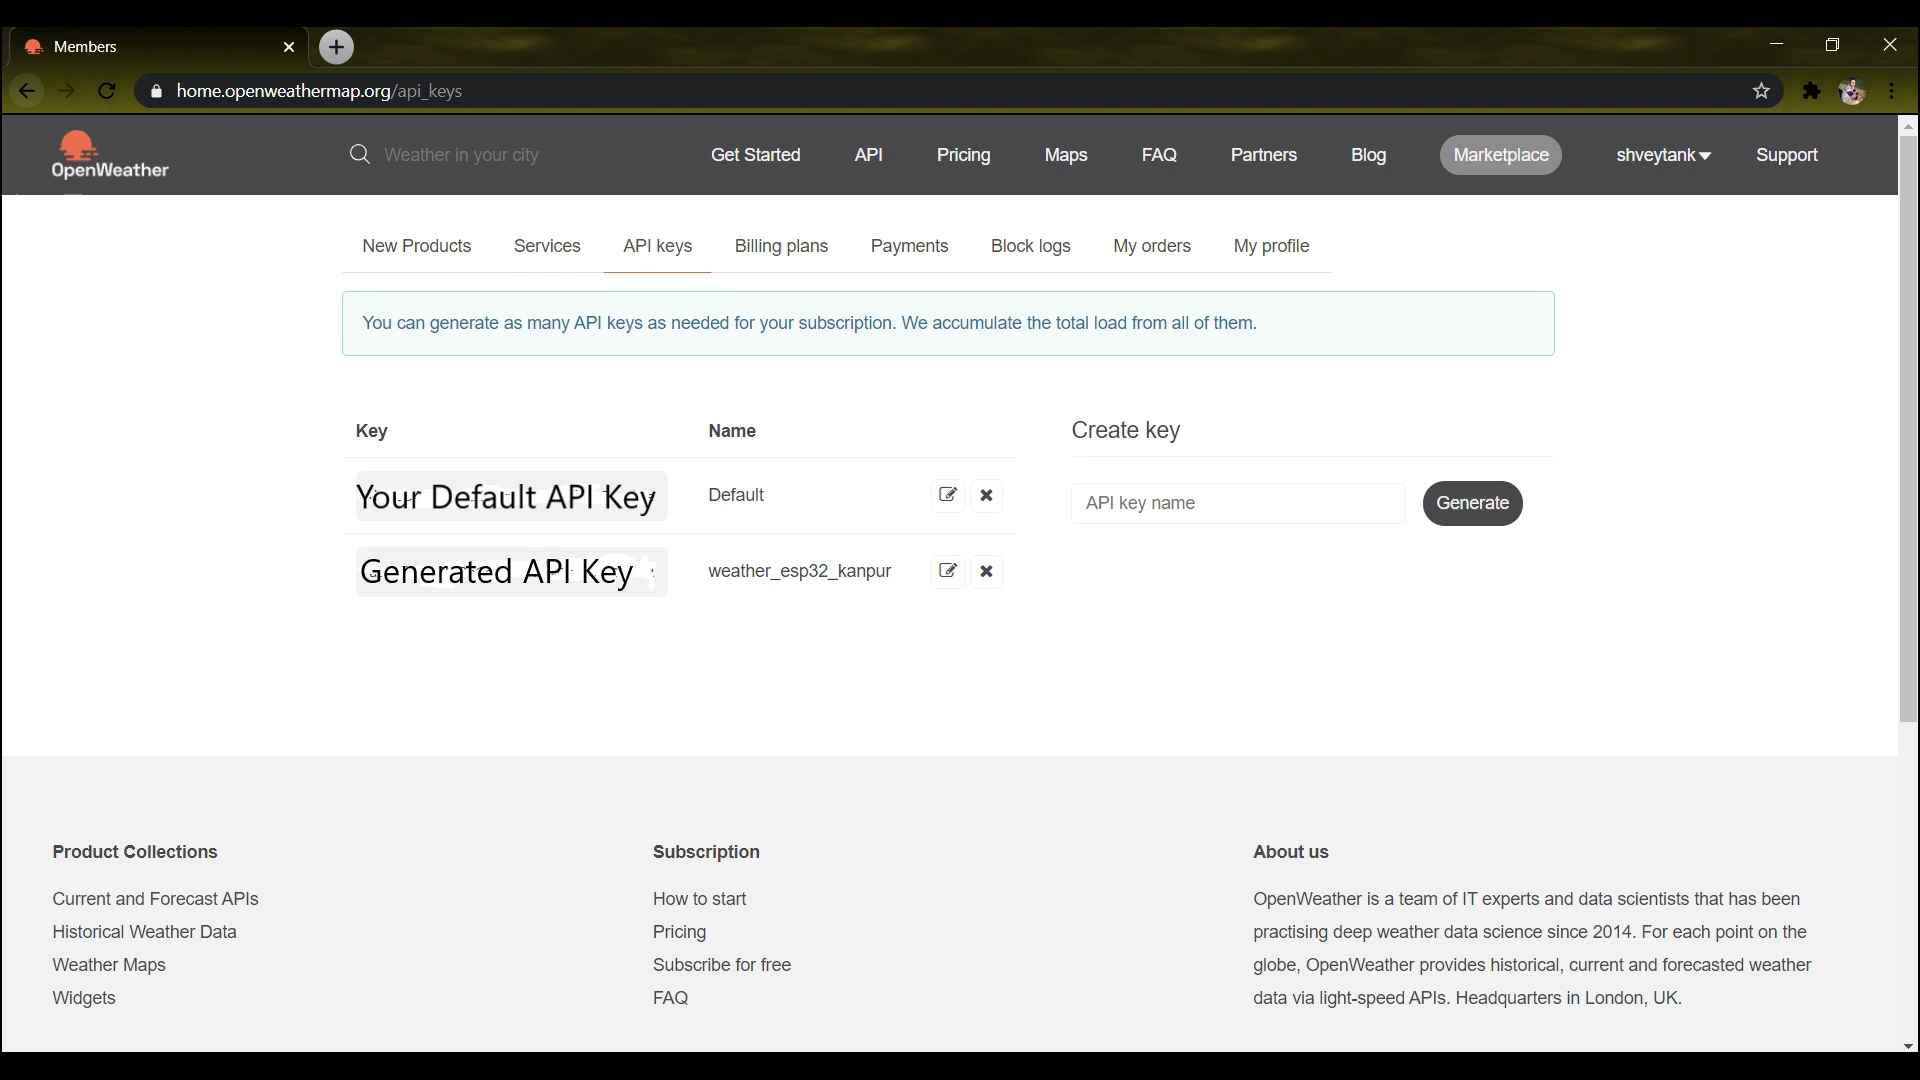 Members
home.openweathermap.org/api_keys
OpenWeather
Weather in your city
Get Started
API
Pricing
Maps
FAQ
Partners
Blog
Marketplace
shveytank
Support
New Products
Services
API keys
Billing plans
Payments
Block logs
My orders
My profile
You can generate as many API keys as needed for your subscription. We accumulate the total load from all of them.
Key
Name
Create key
Your Default API Key
Default
API key name
Generate
Generated API Key
weather_esp32_kanpur
Product Collections
Current and Forecast APIs
Historical Weather Data
Weather Maps
Widgets
Subscription
How to start
Pricing
Subscribe for free
FAQ
About us
OpenWeather is a team of IT experts and data scientists that has been
practising deep weather data science since 2014. For each point on the
globe, OpenWeather provides historical, current and forecasted weather
data via light-speed APIs. Headquarters in London, UK.